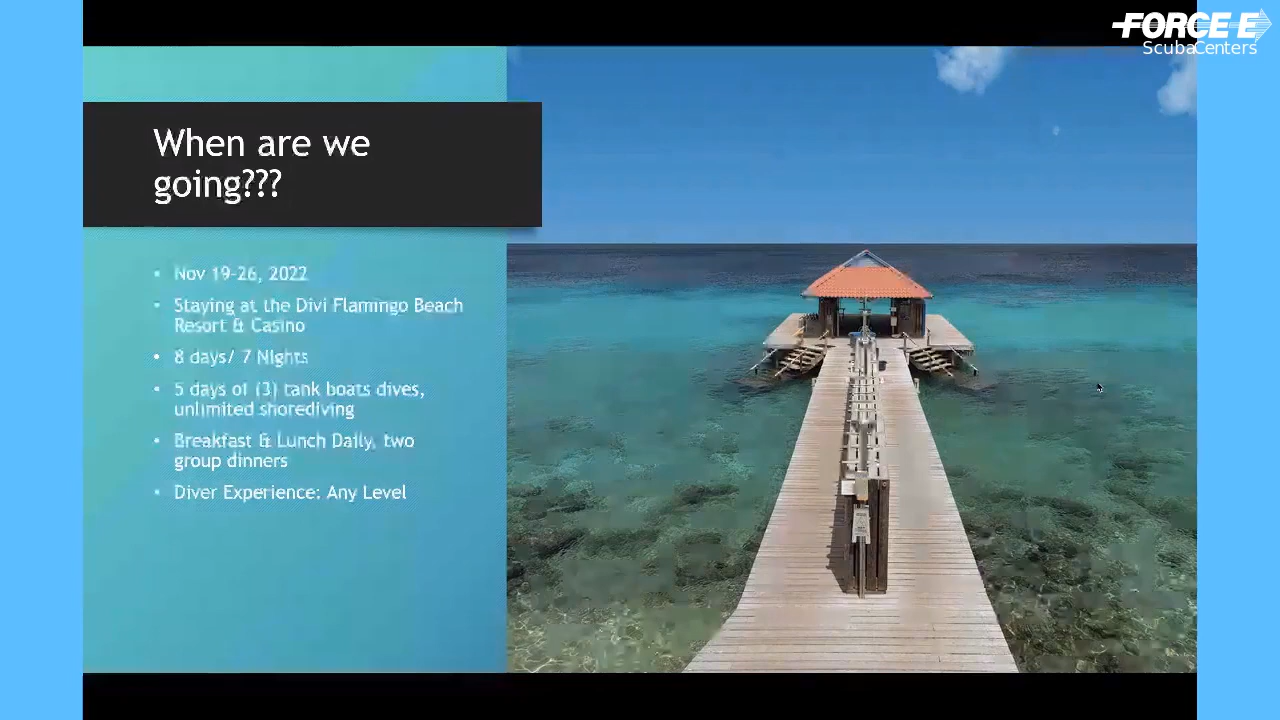 FORCE-E
ScubaCenters
When are we
going???
• Nov 19-26, 2022
• Staying at the Divi Flamingo Beach
Resort & Casino
• 8 days/ 7 Nights
• 5 days of (3) tank boats dives,
unlimited shorediving
• Breakfast & Lunch Daily, two
group dinners
• Diver Experience: Any Level